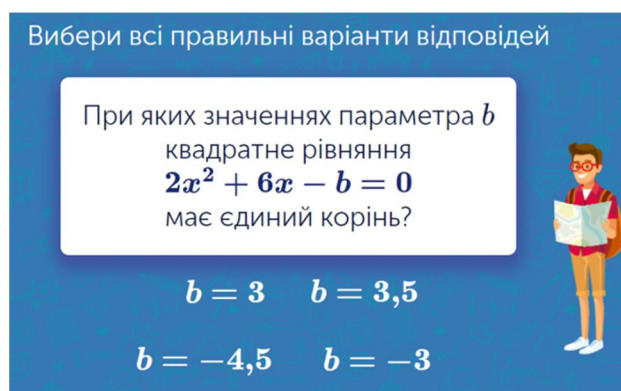 Вибери всі правильні варіанти відповідей
При яких значеннях параметра b
квадратне рівняння
2x² + 6x − b = 0
має єдиний корінь?
b = 3 b = 3,5
b = −4,5 b = −3